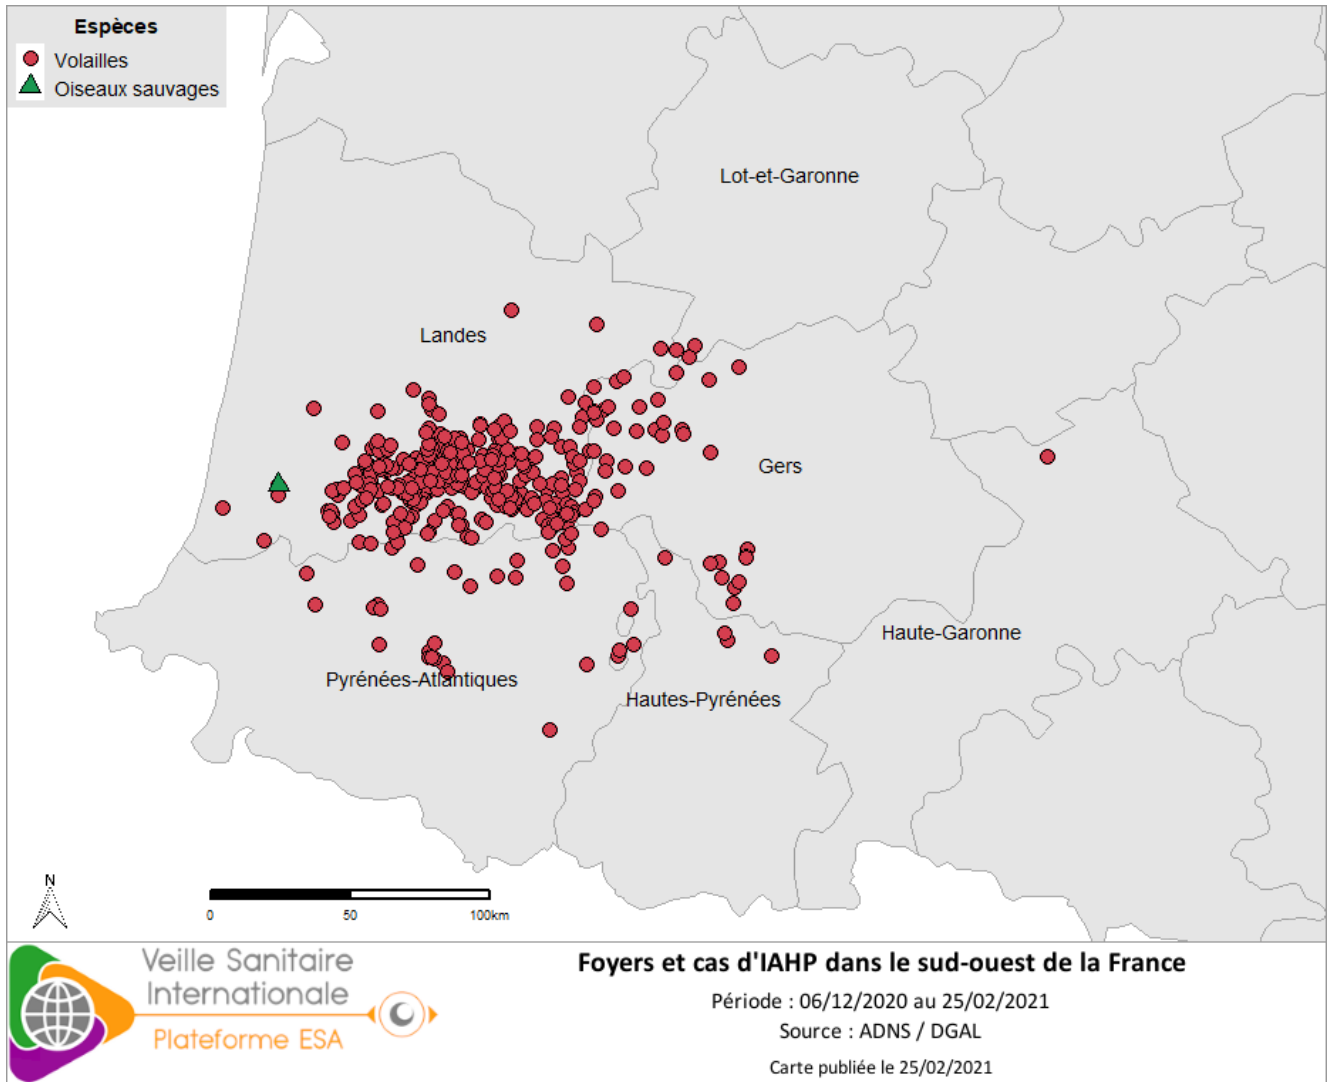 Espèces
Volailles
Oiseaux sauvages
Lot-et-Garonne
Landes
Gers
Haute-Garonne
Pyrénées-Atlantiques
Hautes-Pyrénées
N
0 50 100km
Veille Sanitaire
Internationale
Plateforme ESA
Foyers et cas d'IAHP dans le sud-ouest de la France
Période : 06/12/2020 au 25/02/2021
Source : ADNS / DGAL
Carte publiée le 25/02/2021